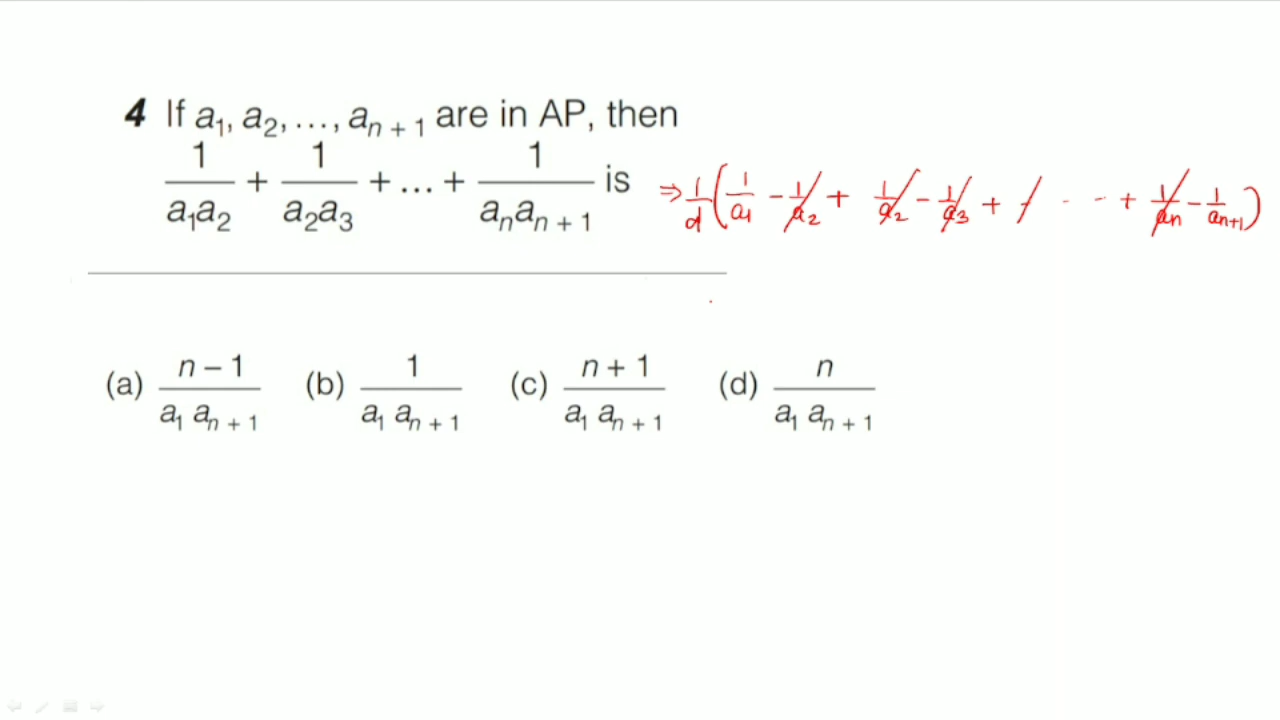 4 If a₁, a₂, ..., aₙ ₊ ₁ are in AP, then
1/(a₁a₂) + 1/(a₂a₃) + ... + 1/(aₙaₙ ₊ ₁) is ⇒ 1/d (1/a₁ - 1/a₂ + 1/a₂ - 1/a₃ + - ... + 1/aₙ - 1/aₙ₊₁)
(a) (n – 1)/(a₁ aₙ ₊ ₁) (b) 1/(a₁ aₙ ₊ ₁) (c) (n + 1)/(a₁ aₙ ₊ ₁) (d) n/(a₁ aₙ ₊ ₁)